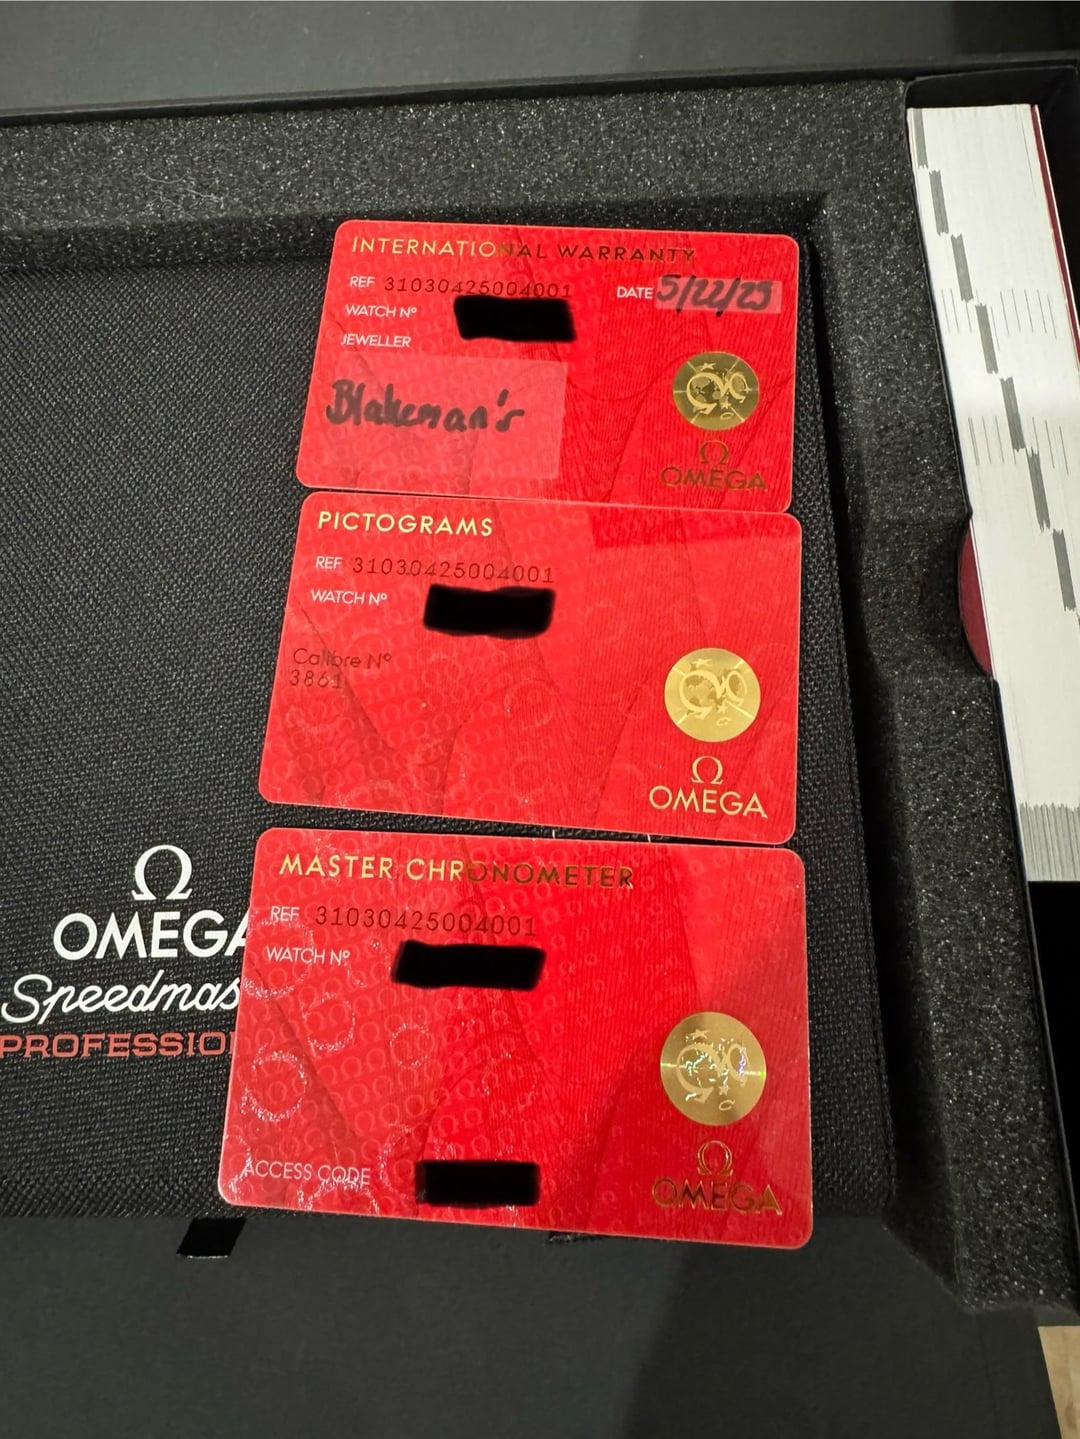 INTERNATIONAL WARRANTY
REF 31030425004001
DATE 5/22/25
WATCH Nº
JEWELLER
Blakeman's
Ω
OMEGA
PICTOGRAMS
REF 31030425004001
WATCH Nº
Calibre Nº
3861
Ω
OMEGA
MASTER CHRONOMETER
REF 31030425004001
WATCH Nº
ACCESS CODE
Ω
OMEGA
Ω
OMEGA
Speedmas
PROFESSIO